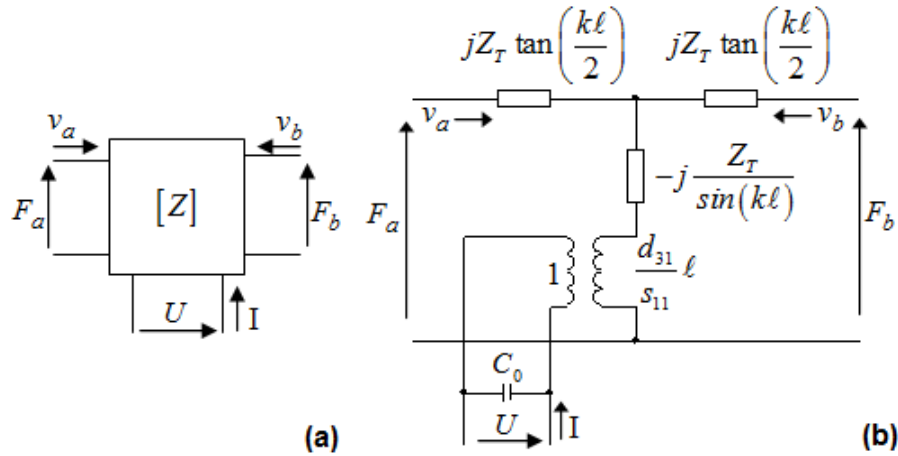 jZ_T tan(kℓ/2)
jZ_T tan(kℓ/2)
v_a
v_b
v_a
v_b
F_a
[Z]
F_b
F_a
-j Z_T/sin(kℓ)
F_b
1
d_31/s_11 ℓ
U
I
C_0
U
I
(a)
(b)